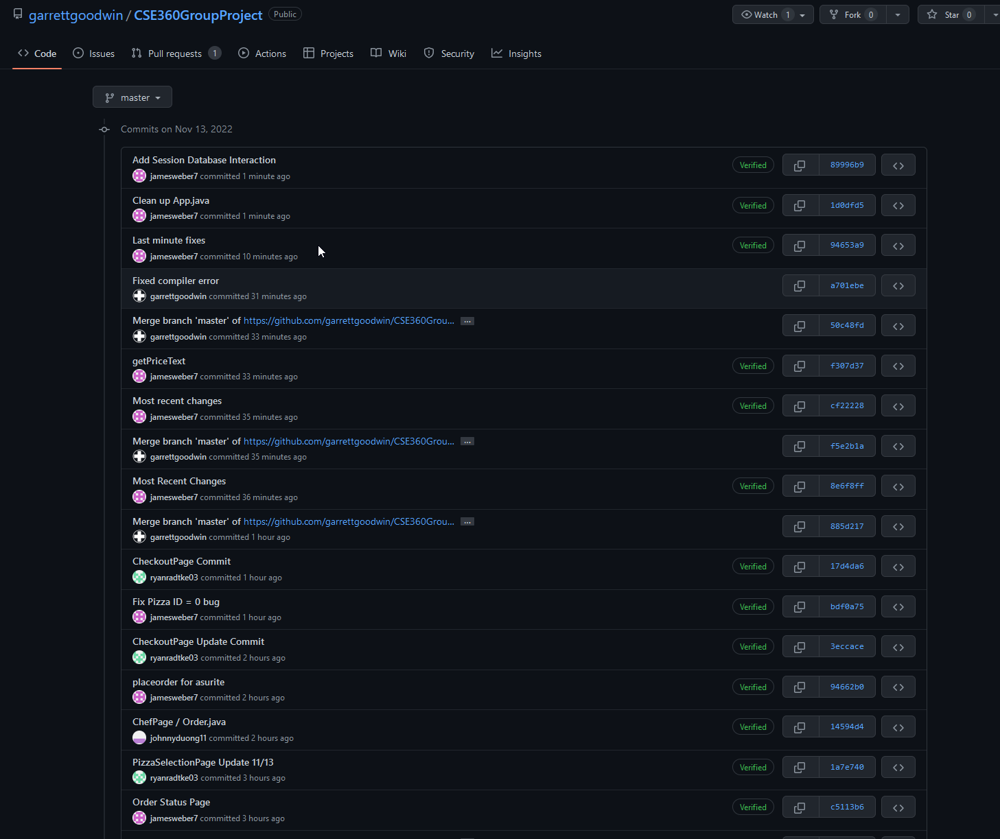 garrettgoodwin / CSE360GroupProject Public
Watch 1 Fork 0 Star 0
Code Issues Pull requests 1 Actions Projects Wiki Security Insights
master
Commits on Nov 13, 2022
Add Session Database Interaction
jamesweber7 committed 1 minute ago
Verified 89996b9
Clean up App.java
jamesweber7 committed 1 minute ago
Verified 1d0dfd5
Last minute fixes
jamesweber7 committed 10 minutes ago
Verified 94653a9
Fixed compiler error
garrettgoodwin committed 31 minutes ago
a701ebe
Merge branch 'master' of https://github.com/garrettgoodwin/CSE360Grou... ...
garrettgoodwin committed 33 minutes ago
50c48fd
getPriceText
jamesweber7 committed 33 minutes ago
Verified f307d37
Most recent changes
jamesweber7 committed 35 minutes ago
Verified cf22228
Merge branch 'master' of https://github.com/garrettgoodwin/CSE360Grou... ...
garrettgoodwin committed 35 minutes ago
f5e2b1a
Most Recent Changes
jamesweber7 committed 36 minutes ago
Verified 8e6f8ff
Merge branch 'master' of https://github.com/garrettgoodwin/CSE360Grou... ...
garrettgoodwin committed 1 hour ago
885d217
CheckoutPage Commit
ryanradtke03 committed 1 hour ago
Verified 17d4da6
Fix Pizza ID = 0 bug
jamesweber7 committed 1 hour ago
Verified bdf0a75
CheckoutPage Update Commit
ryanradtke03 committed 2 hours ago
Verified 3eccace
placeorder for asurite
jamesweber7 committed 2 hours ago
Verified 94662b0
ChefPage / Order.java
johnnyduong11 committed 2 hours ago
Verified 14594d4
PizzaSelectionPage Update 11/13
ryanradtke03 committed 3 hours ago
Verified 1a7e740
Order Status Page
jamesweber7 committed 3 hours ago
Verified c5113b6